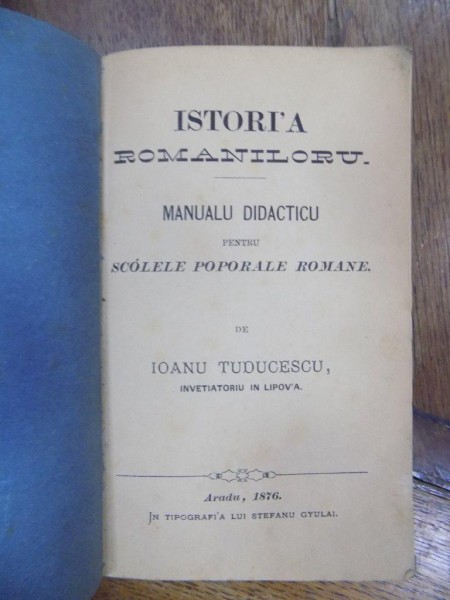 ISTORI'A
ROMANILORU.
MANUALU DIDACTICU
PENTRU
SCÓLELE POPORALE ROMANE.
DE
IOANU TUDUCESCU,
INVETIATORIU IN LIPOV'A.
Aradu, 1876.
IN TIPOGRAFI'A LUI STEFANU GYULAI.